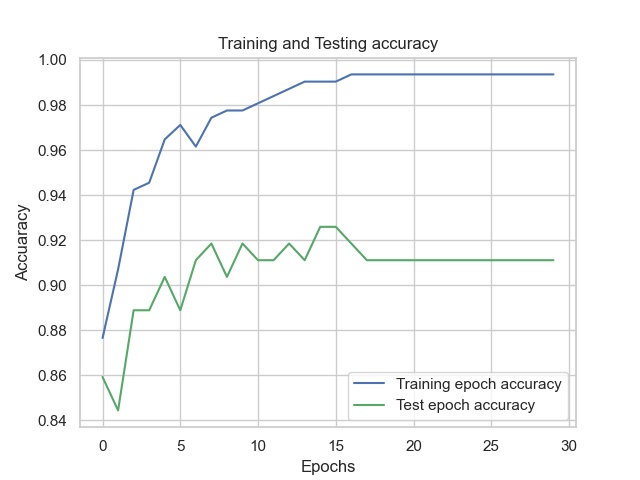 Training and Testing accuracy
1.00
0.98
0.96
0.94
0.92
0.90
0.88
0.86
0.84
Accuaracy
Training epoch accuracy
Test epoch accuracy
0 5 10 15 20 25 30
Epochs